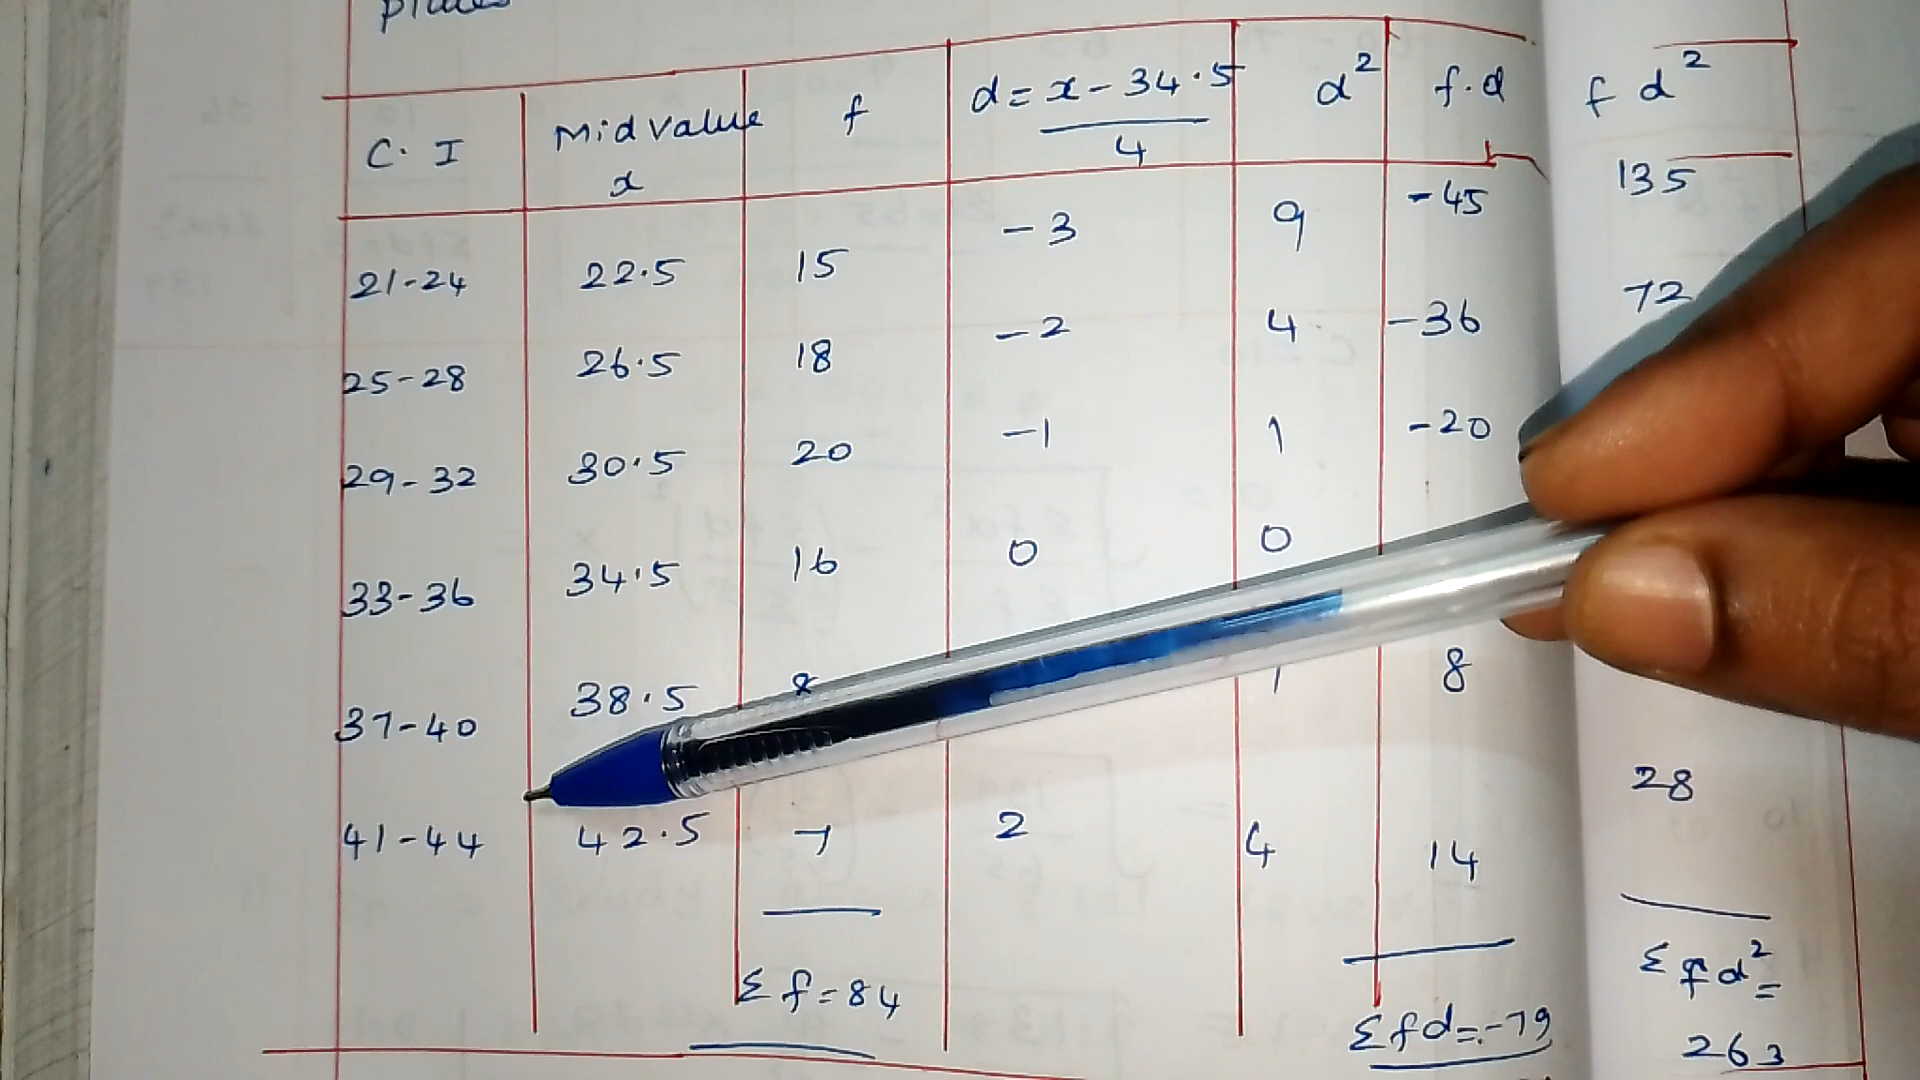 C.I Mid value x f d = x - 34.5 / 4 d² f.d f d²
21-24 22.5 15 -3 9 -45 135
25-28 26.5 18 -2 4 -36 72
29-32 30.5 20 -1 1 -20
33-36 34.5 16 0 0
37-40 38.5 8 1 8
41-44 42.5 7 2 4 14 28
Σf=84 Σfd=-79 Σfd²= 263